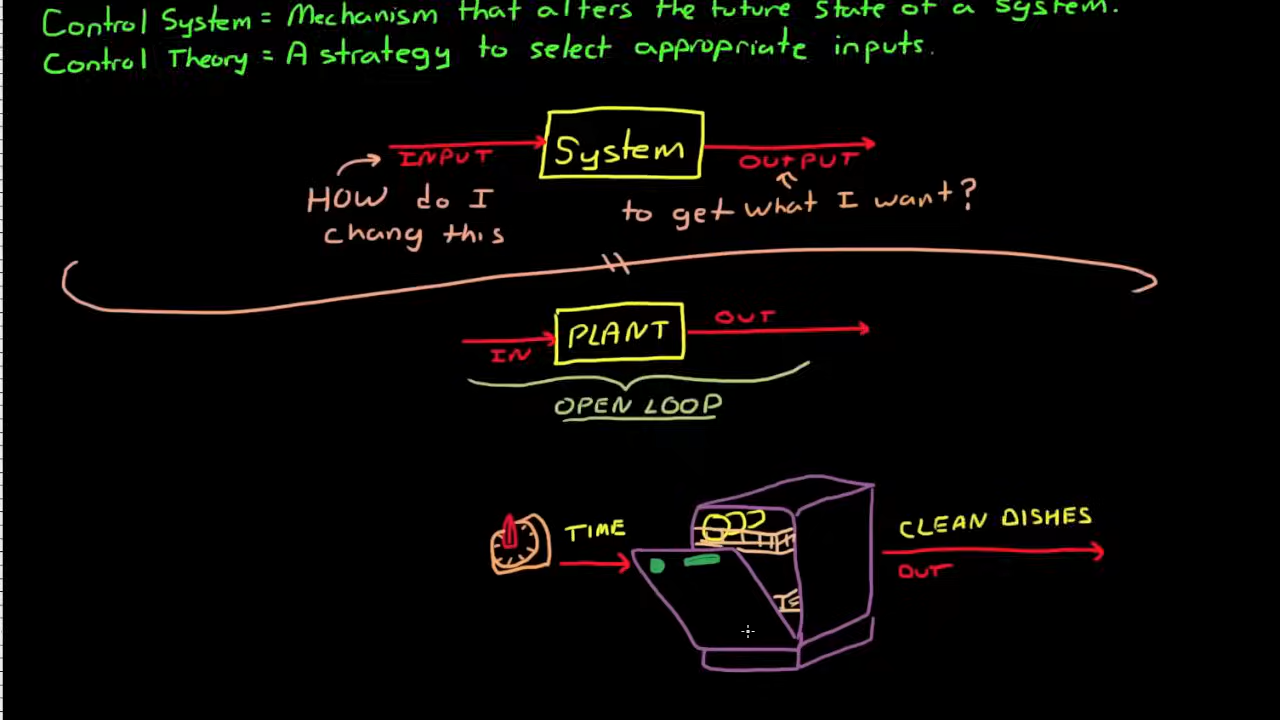 Control System = Mechanism that alters the future state of a system.
Control Theory = A strategy to select appropriate inputs.
System
INPUT
OUTPUT
HOW do I
chang this
to get what I want?
PLANT
OUT
IN
OPEN LOOP
TIME
CLEAN DISHES
OUT